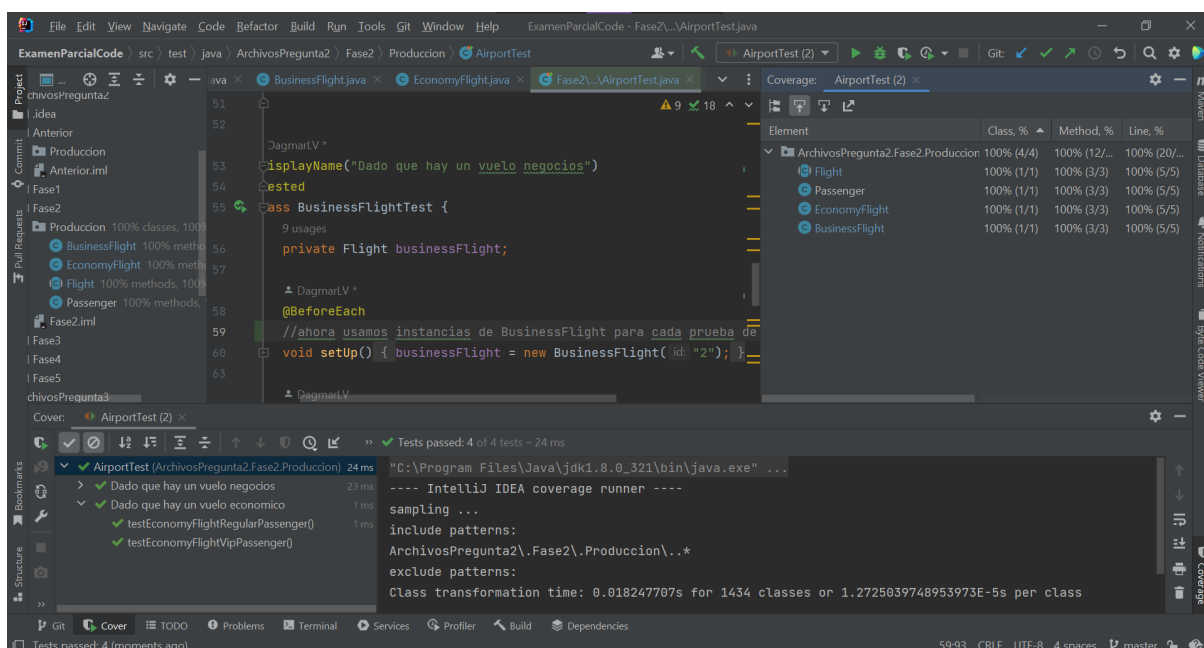 File Edit View Navigate Code Refactor Build Run Tools Git Window Help ExamenParcialCode - Fase2\...\AirportTest.java
ExamenParcialCode src test java ArchivosPregunta2 Fase2 Produccion AirportTest AirportTest (2) Git:
Project ... ava BusinessFlight.java EconomyFlight.java Fase2\...\AirportTest.java
chivosPregunta2
.idea
Anterior
Produccion
Anterior.iml
Fase1
Fase2
Produccion 100% classes, 100%
BusinessFlight 100% metho
EconomyFlight 100% meth
Flight 100% methods, 100%
Passenger 100% methods,
Fase2.iml
Fase3
Fase4
Fase5
chivosPregunta3
Commit
Pull Requests
9 18
51
52
DagmarLV *
53 isplayName("Dado que hay un vuelo negocios")
54 ested
55 ass BusinessFlightTest {
9 usages
56 private Flight businessFlight;
57
DagmarLV *
58 @BeforeEach
59 //ahora usamos instancias de BusinessFlight para cada prueba de
60 void setUp() { businessFlight = new BusinessFlight( id: "2"); }
63
DagmarLV
Coverage: AirportTest (2)
Element Class, % Method, % Line, %
ArchivosPregunta2.Fase2.Produccion 100% (4/4) 100% (12/... 100% (20/...
Flight 100% (1/1) 100% (3/3) 100% (5/5)
Passenger 100% (1/1) 100% (3/3) 100% (5/5)
EconomyFlight 100% (1/1) 100% (3/3) 100% (5/5)
BusinessFlight 100% (1/1) 100% (3/3) 100% (5/5)
Maven
Database
Notifications
Byte Code Viewer
Cover: AirportTest (2)
Tests passed: 4 of 4 tests – 24 ms
AirportTest (ArchivosPregunta2.Fase2.Produccion) 24 ms
Dado que hay un vuelo negocios 23 ms
Dado que hay un vuelo economico 1 ms
testEconomyFlightRegularPassenger() 1 ms
testEconomyFlightVipPassenger()
"C:\Program Files\Java\jdk1.8.0_321\bin\java.exe" ...
---- IntelliJ IDEA coverage runner ----
sampling ...
include patterns:
ArchivosPregunta2\.Fase2\.Produccion\..*
exclude patterns:
Class transformation time: 0.018247707s for 1434 classes or 1.2725039748953973E-5s per class
Bookmarks
Structure
Coverage
Git Cover TODO Problems Terminal Services Profiler Build Dependencies
Tests passed: 4 (moments ago) 59:93 CRLF UTF-8 4 spaces master